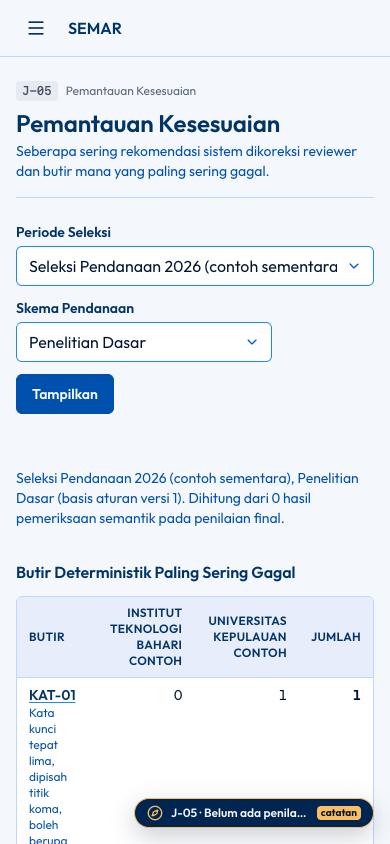 SEMAR
J-05 Pemantauan Kesesuaian
Pemantauan Kesesuaian
Seberapa sering rekomendasi sistem dikoreksi reviewer
dan butir mana yang paling sering gagal.
Periode Seleksi
Seleksi Pendanaan 2026 (contoh sementara
Skema Pendanaan
Penelitian Dasar
Tampilkan
Seleksi Pendanaan 2026 (contoh sementara), Penelitian
Dasar (basis aturan versi 1). Dihitung dari 0 hasil
pemeriksaan semantik pada penilaian final.
Butir Deterministik Paling Sering Gagal
BUTIR
INSTITUT
TEKNOLOGI
BAHARI
CONTOH
UNIVERSITAS
KEPULAUAN
CONTOH
JUMLAH
KAT-01 0 1 1
Kata
kunci
tepat
lima,
dipisah
titik
koma,
boleh
berupa
J-05 · Belum ada penila... catatan